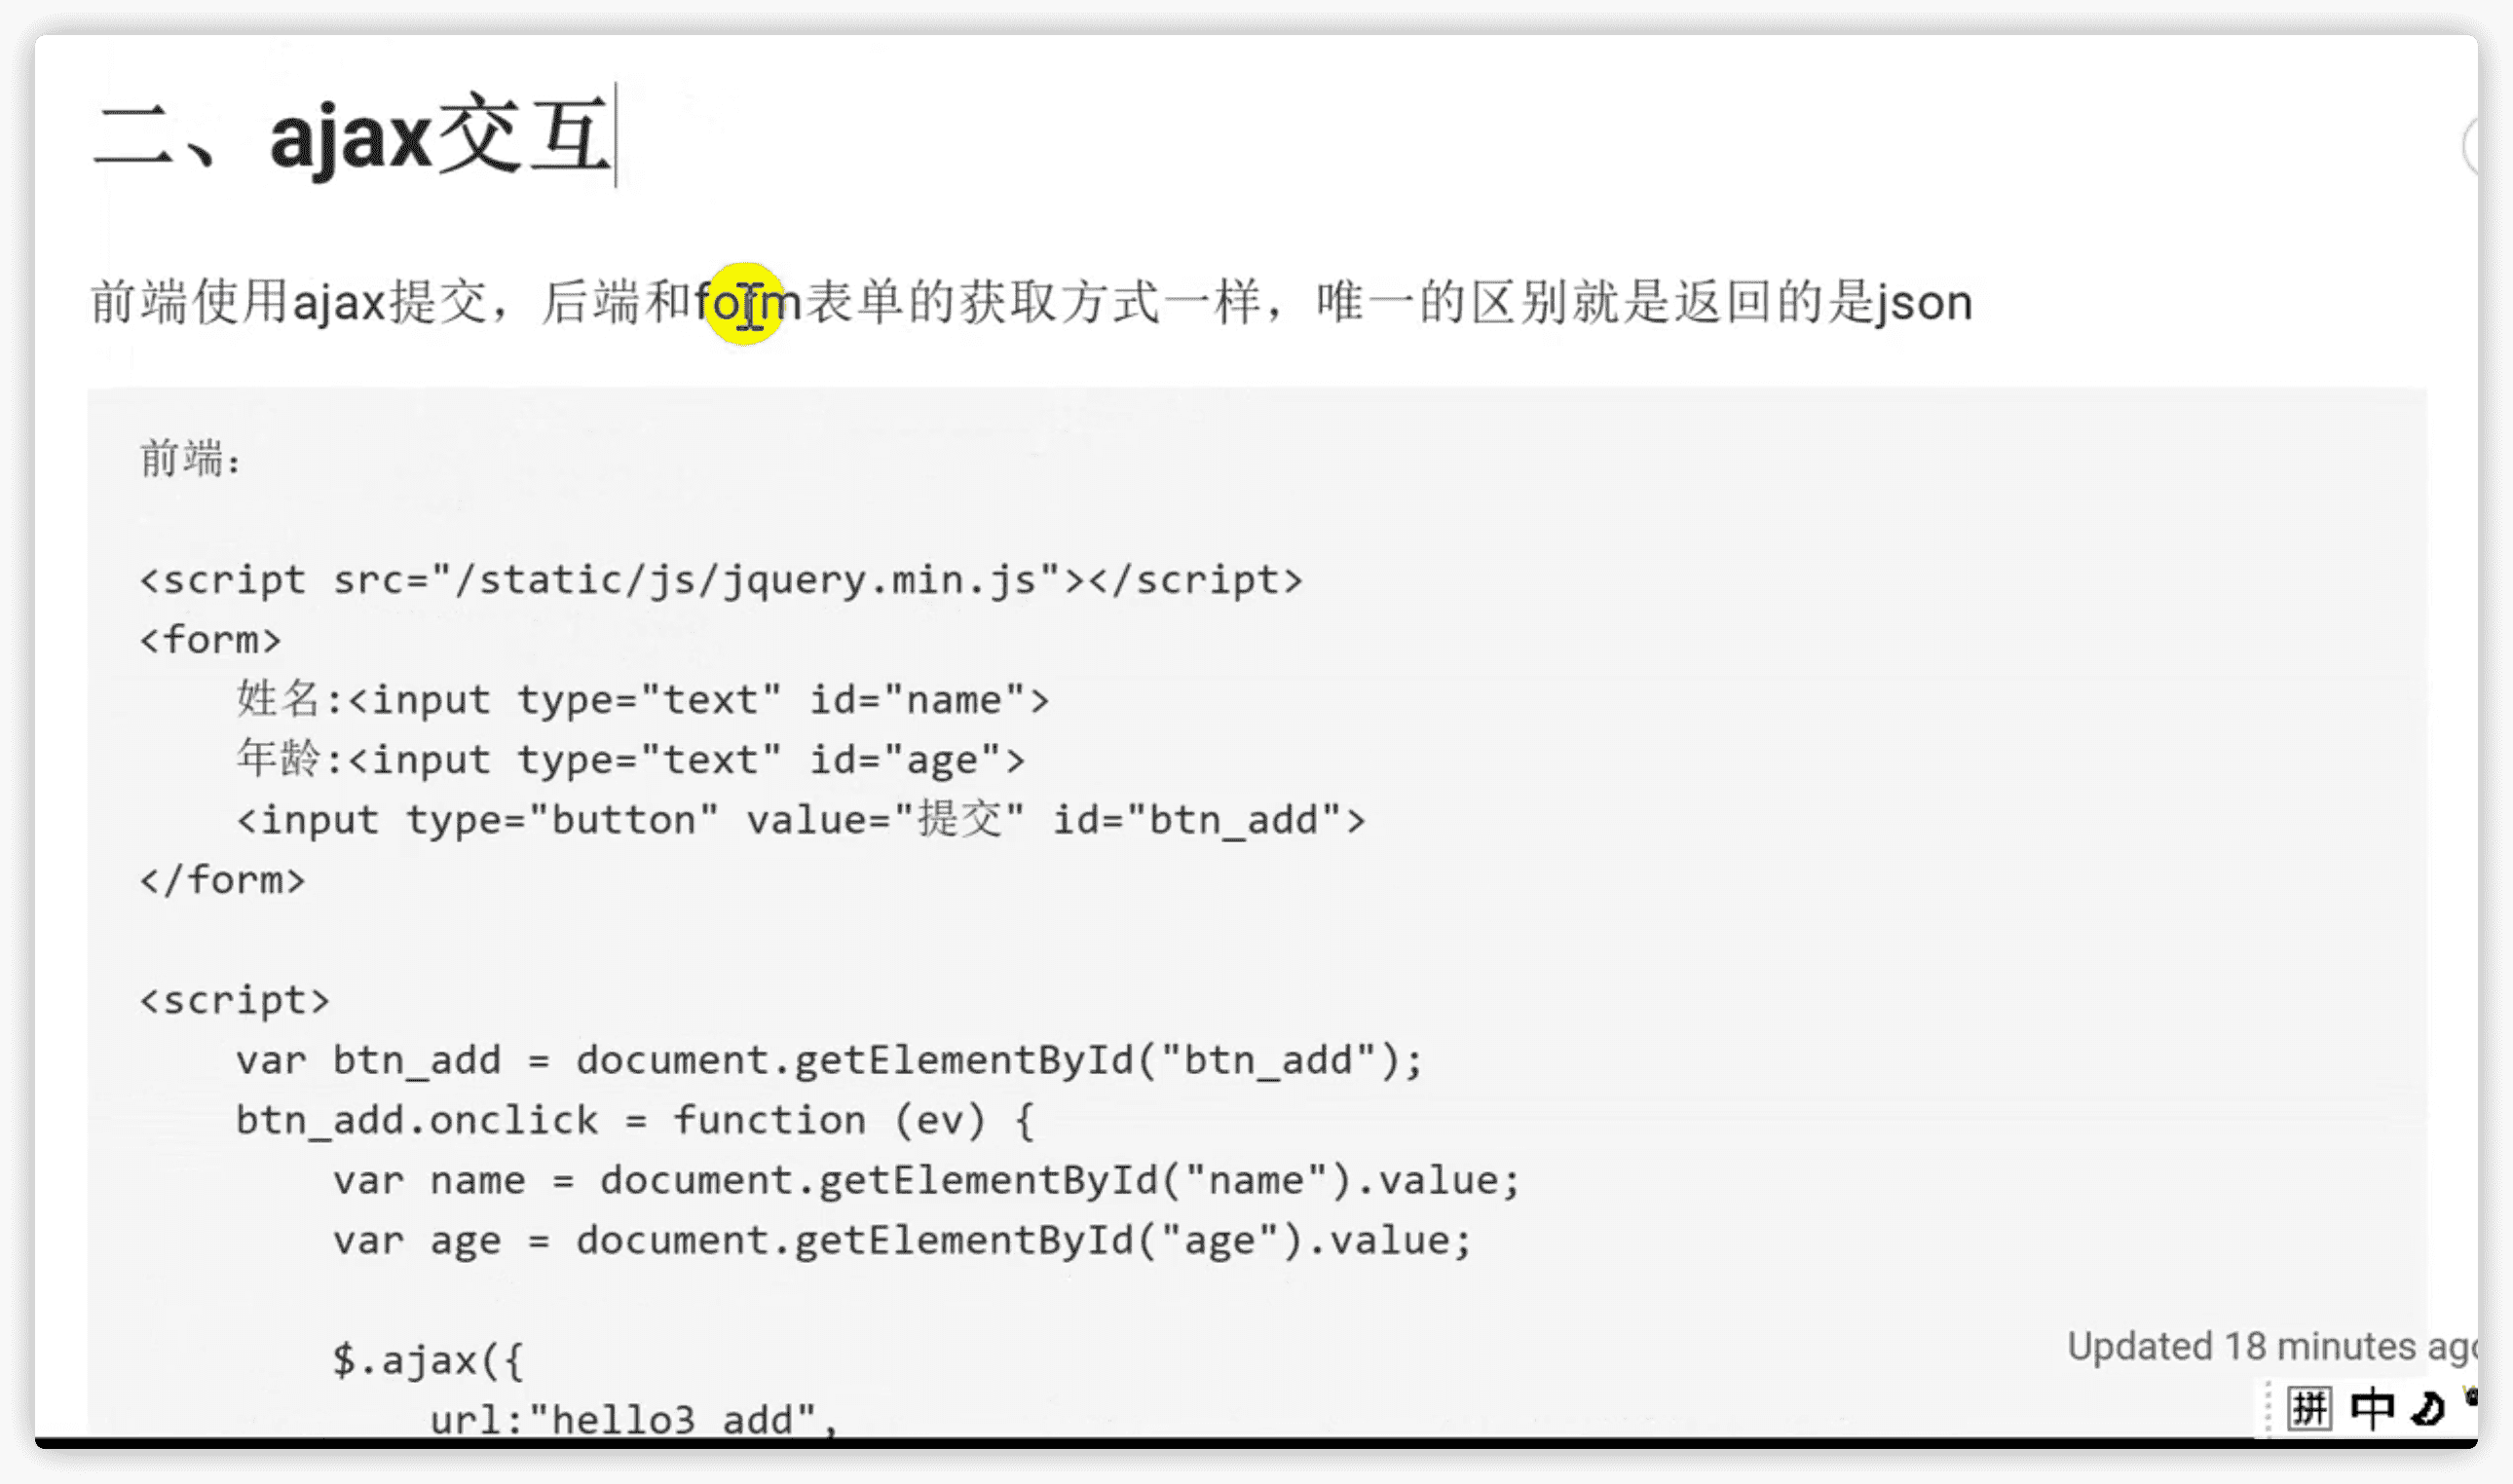 二、ajax交互
前端使用ajax提交，后端和form表单的获取方式一样，唯一的区别就是返回的是json
前端：
<script src="/static/js/jquery.min.js"></script>
<form>
    姓名:<input type="text" id="name">
    年龄:<input type="text" id="age">
    <input type="button" value="提交" id="btn_add">
</form>
<script>
    var btn_add = document.getElementById("btn_add");
    btn_add.onclick = function (ev) {
        var name = document.getElementById("name").value;
        var age = document.getElementById("age").value;
        $.ajax({
Updated 18 minutes ago
            url:"hello3_add",
拼 中